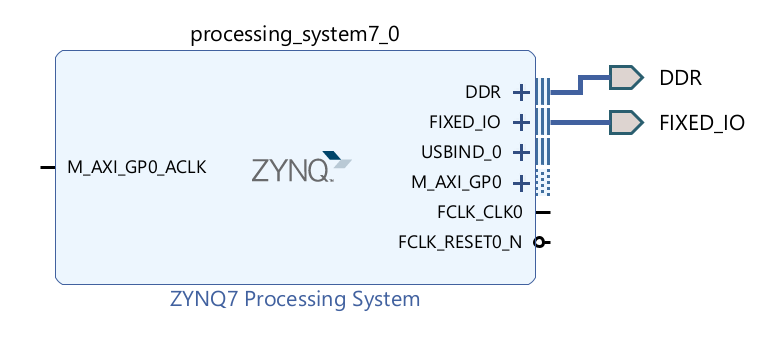 processing_system7_0
DDR
DDR
FIXED_IO
FIXED_IO
USBIND_0
M_AXI_GP0_ACLK
ZYNQ
M_AXI_GP0
FCLK_CLK0
FCLK_RESET0_N
ZYNQ7 Processing System